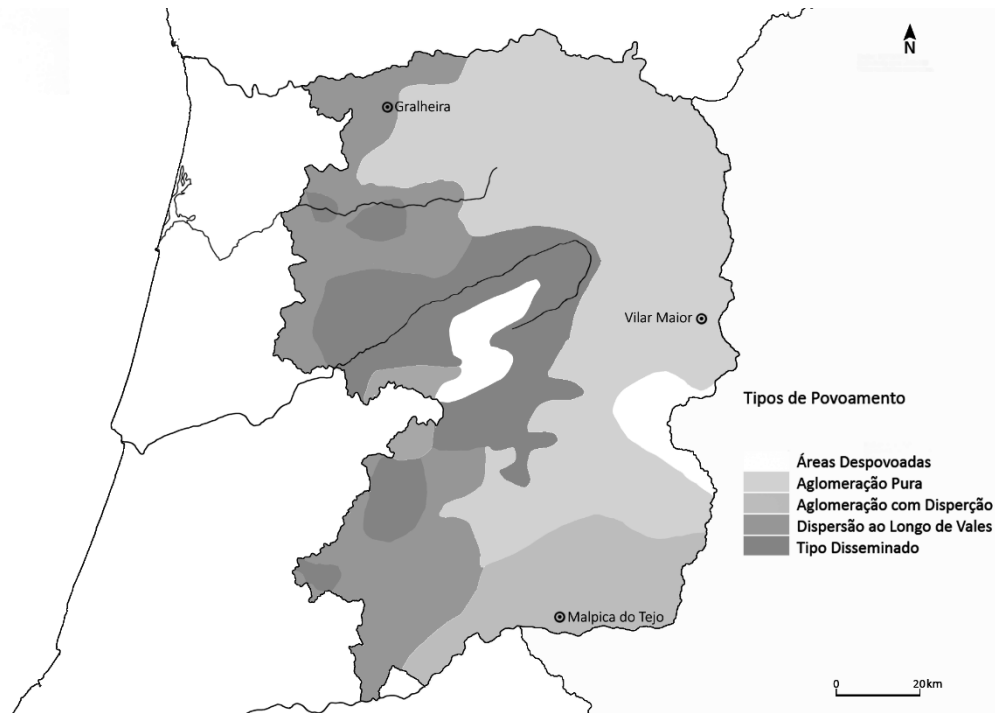 N
Gralheira
Vilar Maior
Tipos de Povoamento
Áreas Despovoadas
Aglomeração Pura
Aglomeração com Disperção
Dispersão ao Longo de Vales
Tipo Disseminado
Malpica do Tejo
0 20km